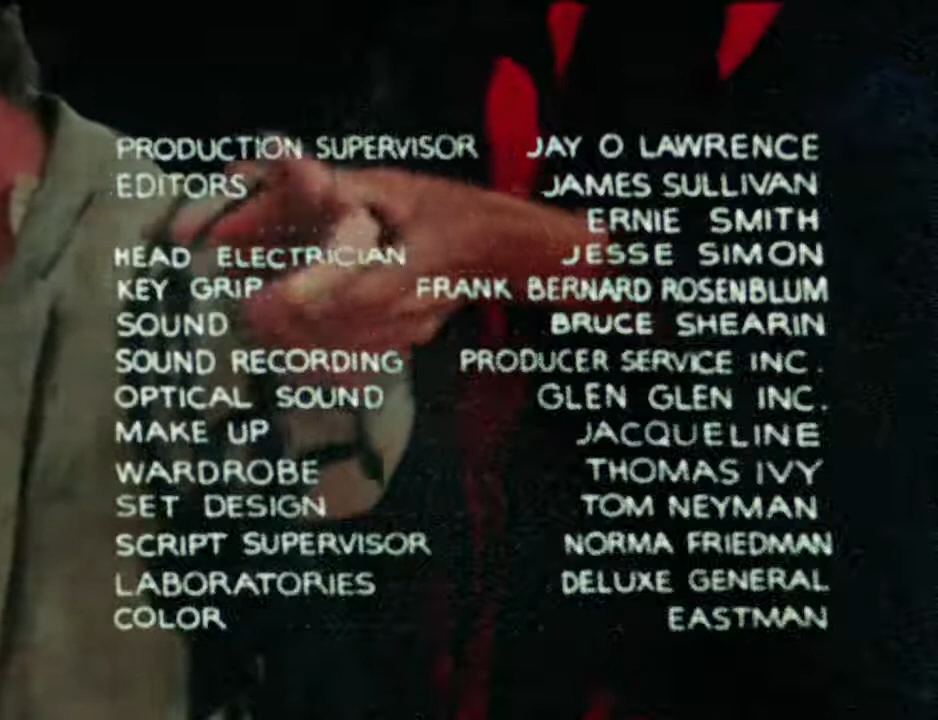 PRODUCTION SUPERVISOR JAY O LAWRENCE
EDITORS JAMES SULLIVAN
ERNIE SMITH
HEAD ELECTRICIAN JESSE SIMON
KEY GRIP FRANK BERNARD ROSENBLUM
SOUND BRUCE SHEARIN
SOUND RECORDING PRODUCER SERVICE INC.
OPTICAL SOUND GLEN GLEN INC.
MAKE UP JACQUELINE
WARDROBE THOMAS IVY
SET DESIGN TOM NEYMAN
SCRIPT SUPERVISOR NORMA FRIEDMAN
LABORATORIES DELUXE GENERAL
COLOR EASTMAN